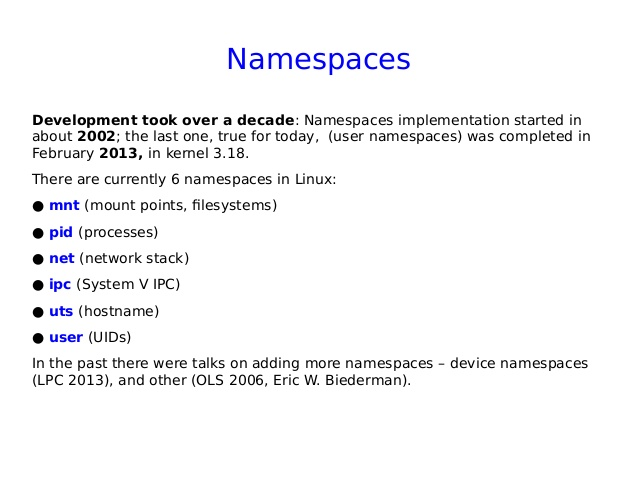 Namespaces
Development took over a decade: Namespaces implementation started in
about 2002; the last one, true for today,  (user namespaces) was completed in
February 2013, in kernel 3.18.
There are currently 6 namespaces in Linux:
● mnt (mount points, filesystems)
● pid (processes)
● net (network stack)
● ipc (System V IPC)
● uts (hostname)
● user (UIDs)
In the past there were talks on adding more namespaces – device namespaces
(LPC 2013), and other (OLS 2006, Eric W. Biederman).